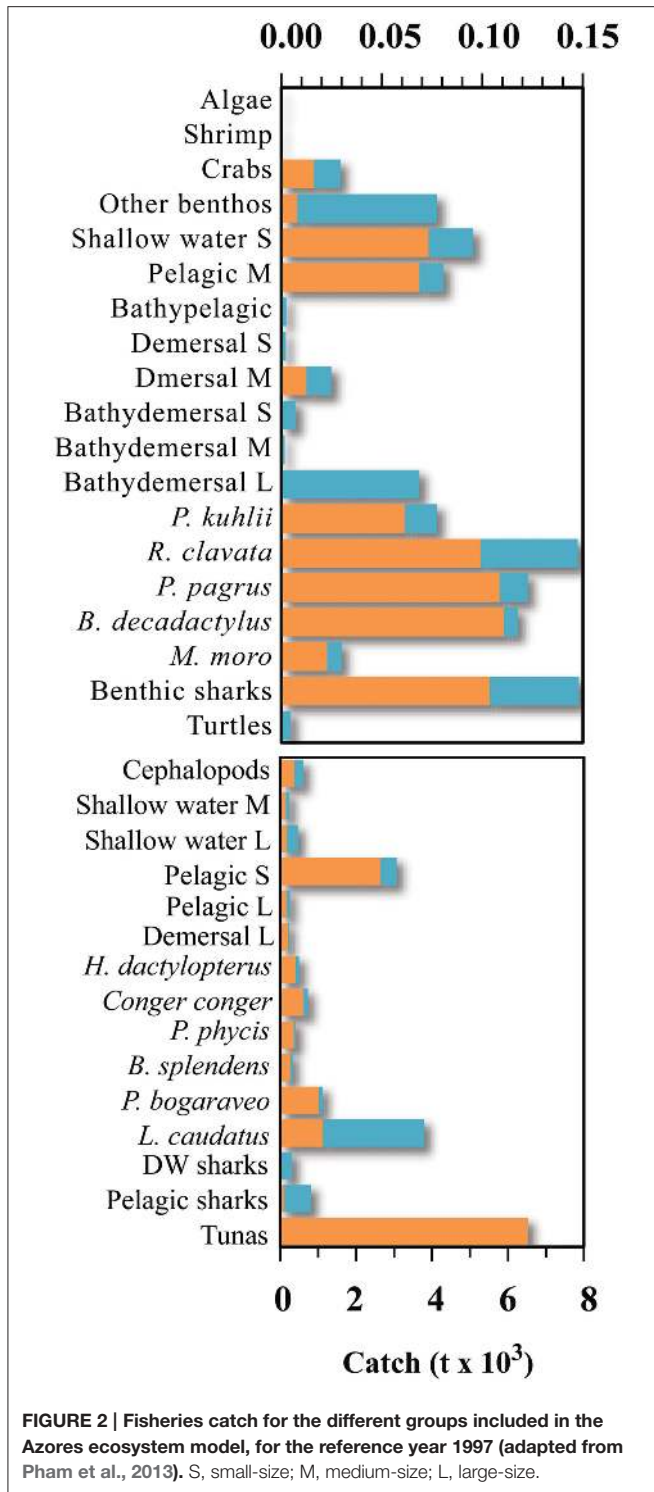 0.00 0.05 0.10 0.15
Algae
Shrimp
Crabs
Other benthos
Shallow water S
Pelagic M
Bathypelagic
Demersal S
Dmersal M
Bathydemersal S
Bathydemersal M
Bathydemersal L
P. kuhlii
R. clavata
P. pagrus
B. decadactylus
M. moro
Benthic sharks
Turtles
Cephalopods
Shallow water M
Shallow water L
Pelagic S
Pelagic L
Demersal L
H. dactylopterus
Conger conger
P. phycis
B. splendens
P. bogaraveo
L. caudatus
DW sharks
Pelagic sharks
Tunas
0 2 4 6 8
Catch (t x 10³)
FIGURE 2 | Fisheries catch for the different groups included in the
Azores ecosystem model, for the reference year 1997 (adapted from
Pham et al., 2013). S, small-size; M, medium-size; L, large-size.